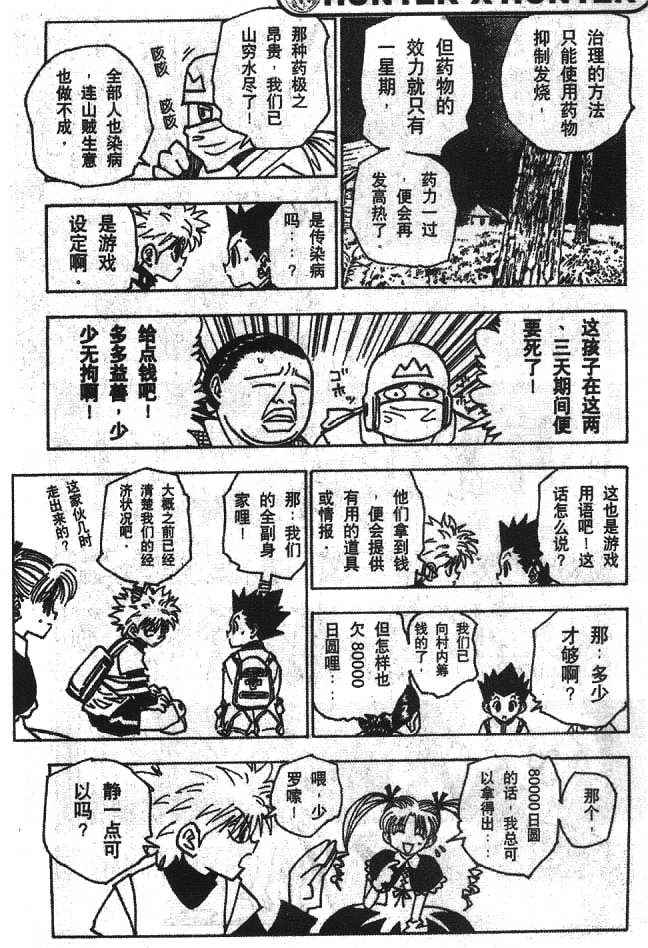 HUNTER X HUNTER
治理的方法
只能使用药物
抑制发烧，
但药物的
效力就只有
一星期，
药力一过
，便会再
发高热了．
那种药极之
昂贵，我们已
山穷水尽了！
咳咳
咳咳
全部人也染病
，连山贼生意
也做不成，
是传染病
吗…？
是游戏
设定啊．
这孩子在这两
、三天期间便
要死了！
ゴホッ
给点钱吧！
多多益善，少
少无拘啊！
这也是游戏
用语吧！这
话怎么说？
他们拿到钱
，便会提供
有用的道具
或情报．
那…我们
的全副身
家哩！
大概之前已经
清楚我们的经
济状况吧．
这家伙几时
走出来的？
那…多少
才够啊？
我们已
向村内筹
钱的了．
但怎样也
欠 80000
日圆哩…
那个，
80000 日圆
的话，我总可
以拿得出…
喂，少
罗嗦！
静一点可
以吗？